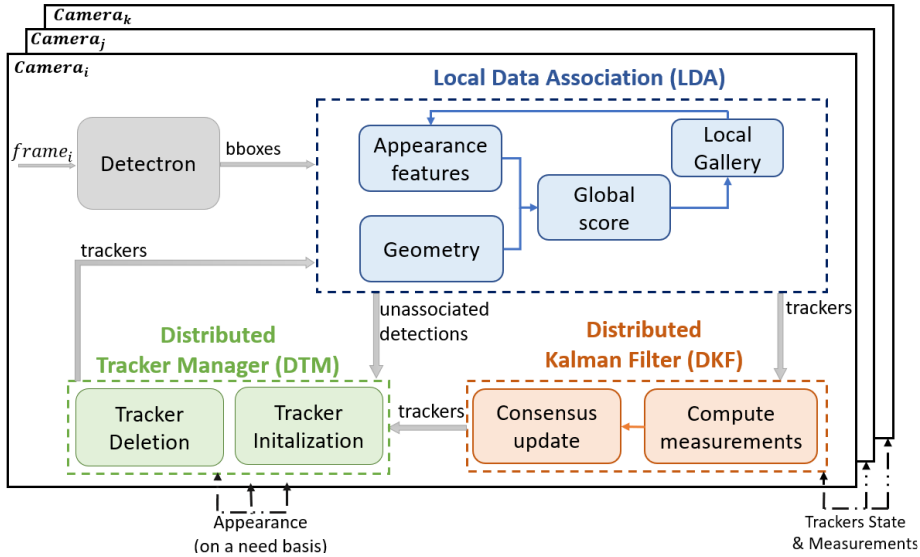 Camera_k
Camera_j
Camera_i
Local Data Association (LDA)
frame_i
Detectron
bboxes
Appearance
features
Local
Gallery
Global
score
Geometry
trackers
unassociated
detections
trackers
Distributed
Tracker Manager (DTM)
Distributed
Kalman Filter (DKF)
Tracker
Deletion
Tracker
Initalization
trackers
Consensus
update
Compute
measurements
Appearance
(on a need basis)
Trackers State
& Measurements